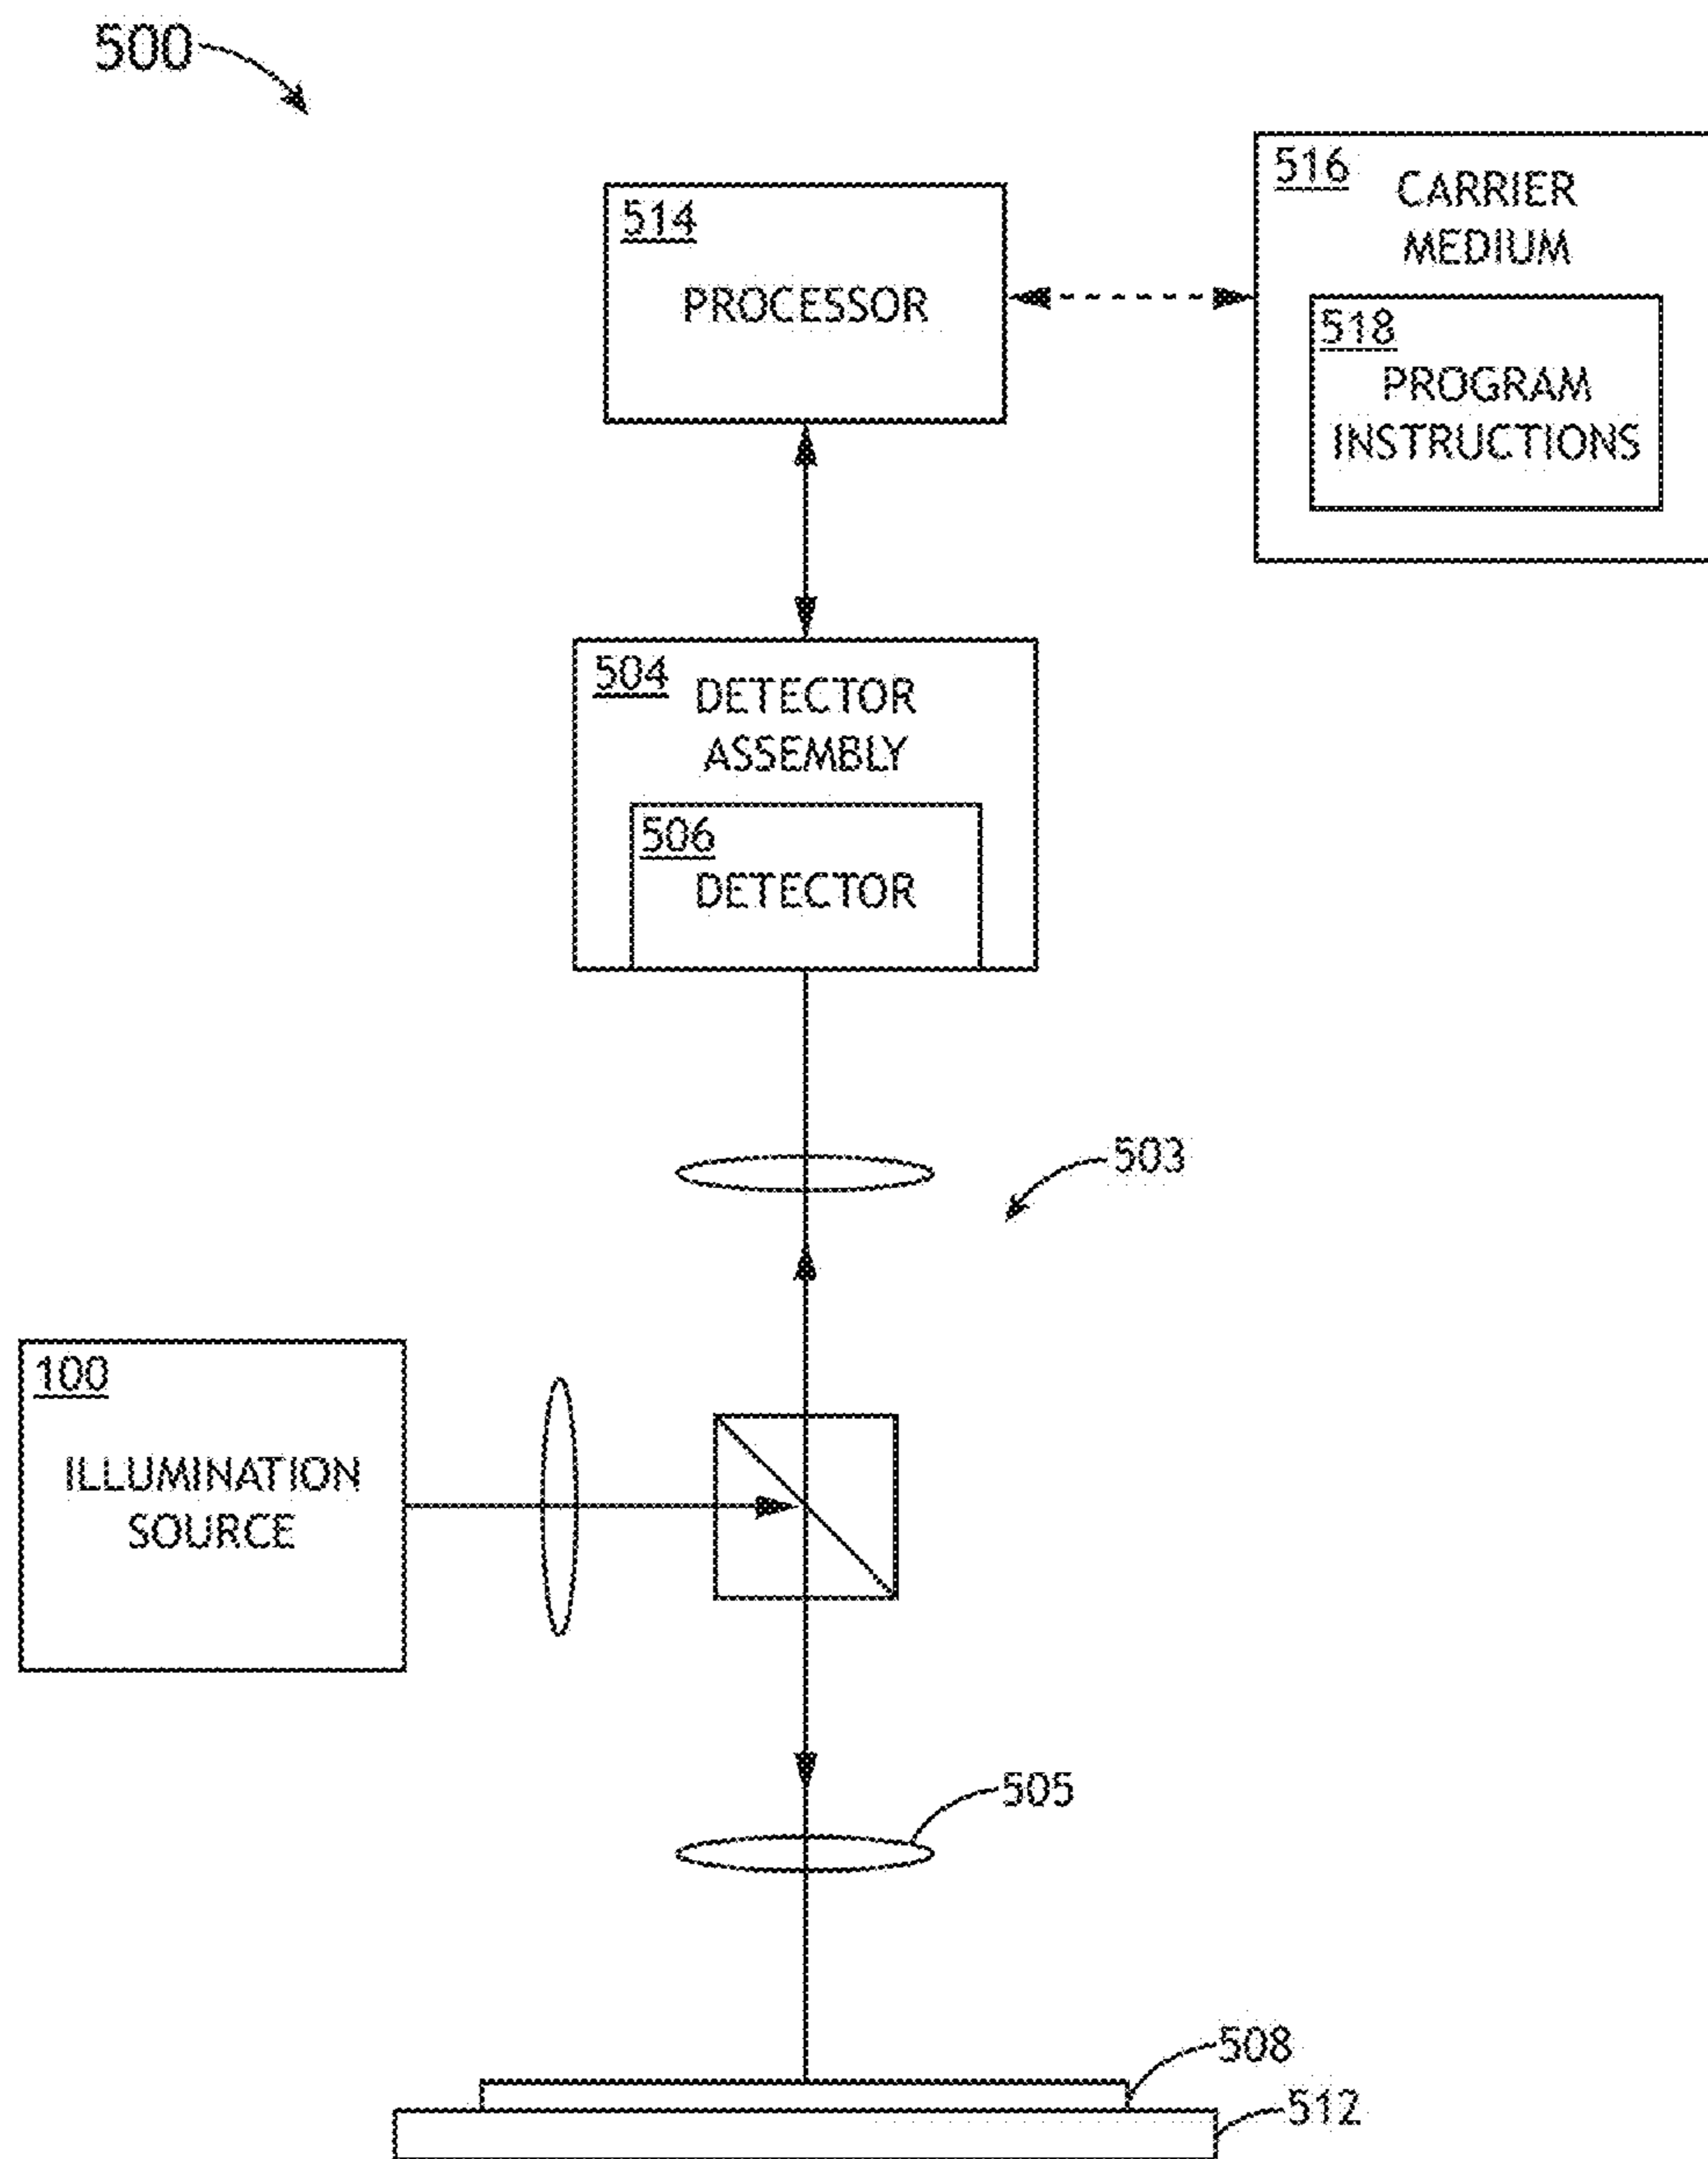 500
516
CARRIER
MEDIUM
514
PROCESSOR
518
PROGRAM
INSTRUCTIONS
504
DETECTOR
ASSEMBLY
506
DETECTOR
503
100
ILLUMINATION
SOURCE
505
508
512